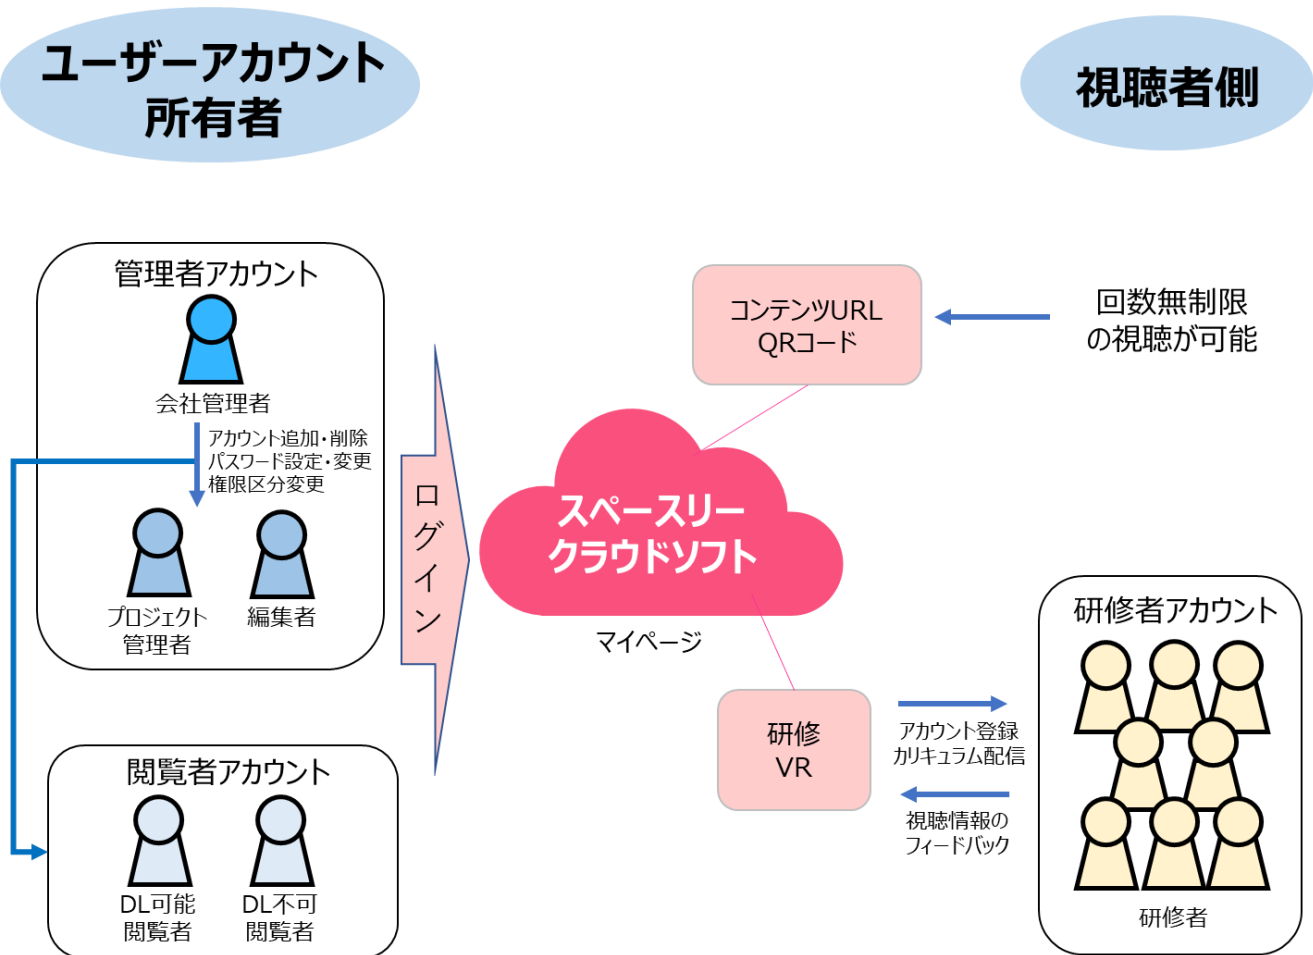 ユーザーアカウント
所有者
視聴者側
管理者アカウント
会社管理者
アカウント追加・削除
パスワード設定・変更
権限区分変更
プロジェクト
管理者
編集者
閲覧者アカウント
DL可能
閲覧者
DL不可
閲覧者
ログイン
コンテンツURL
QRコード
回数無制限
の視聴が可能
スペースリー
クラウドソフト
マイページ
研修
VR
アカウント登録
カリキュラム配信
視聴情報の
フィードバック
研修者アカウント
研修者